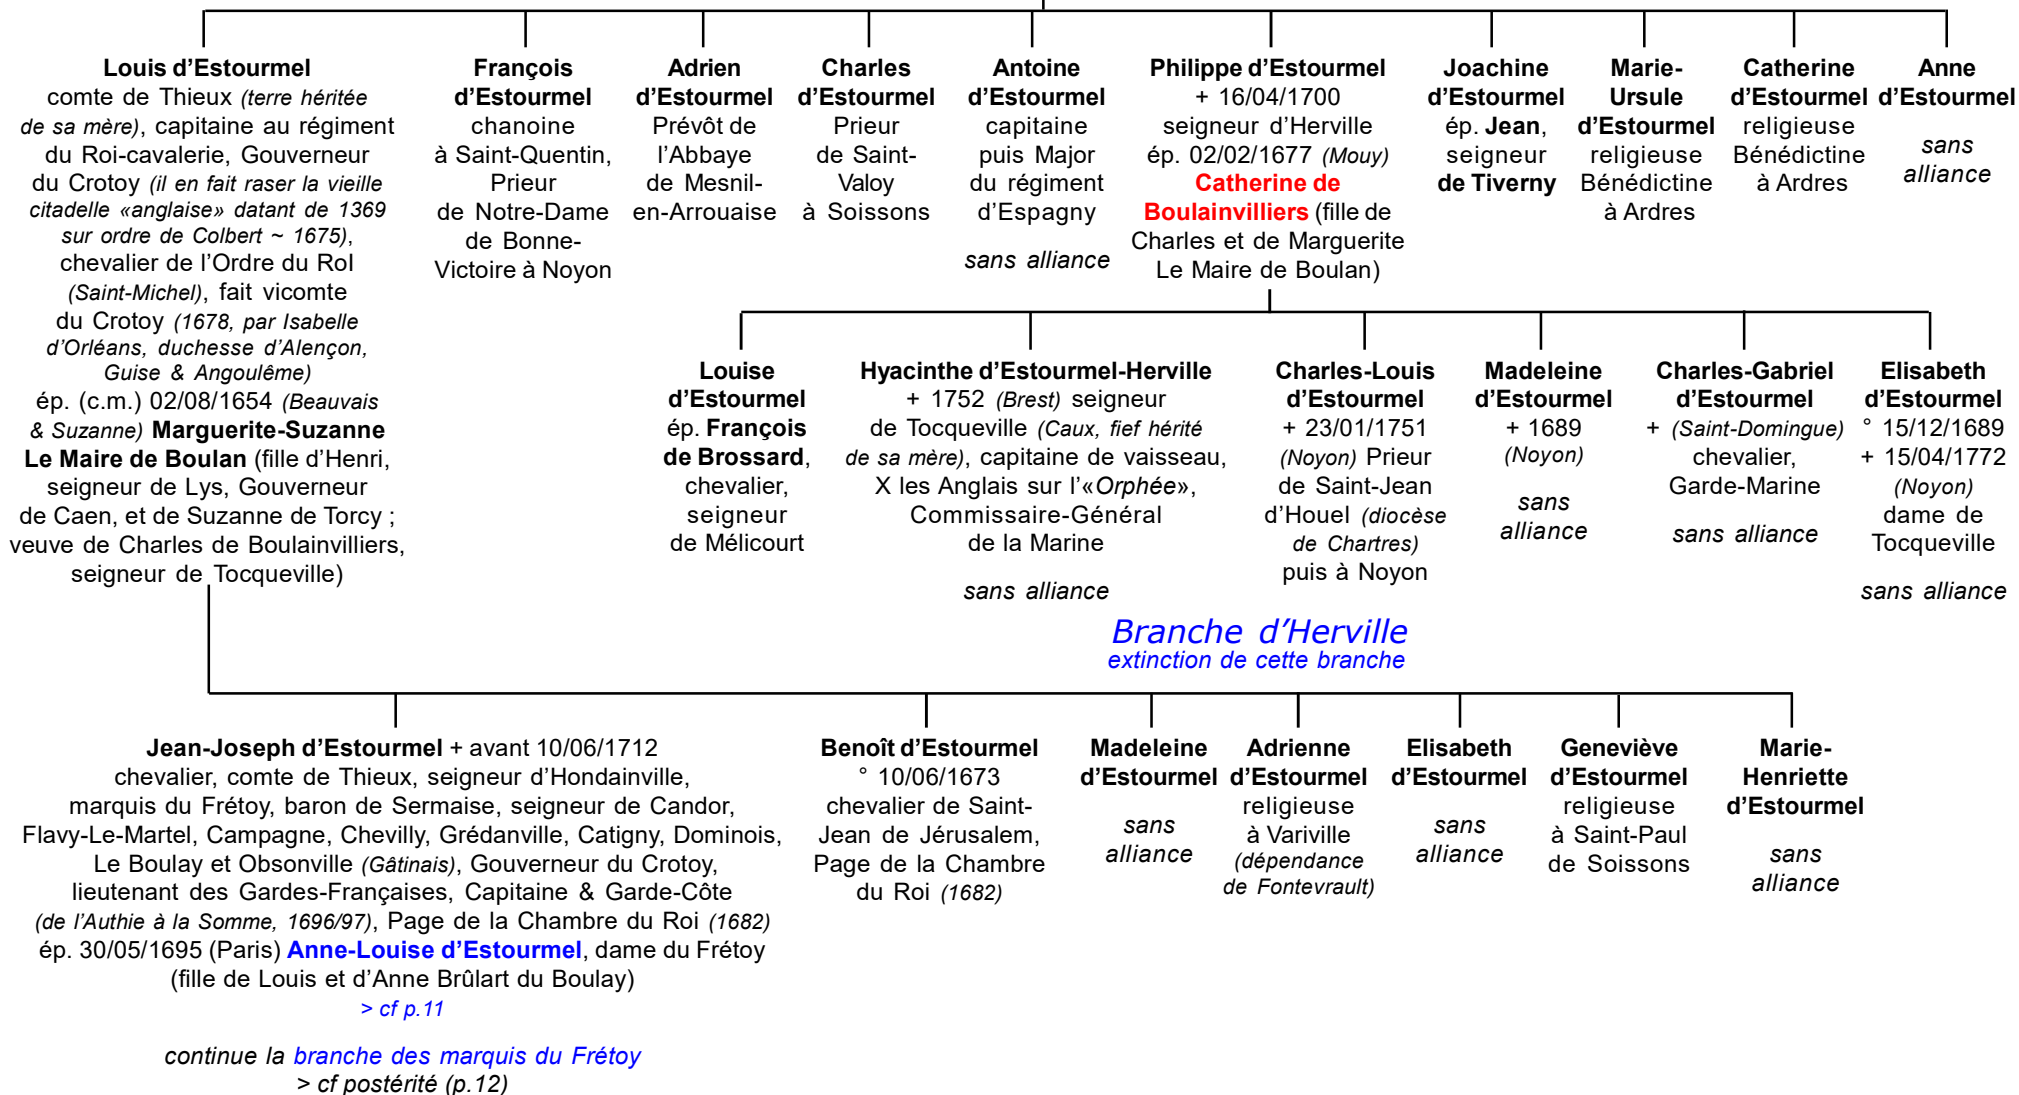 Louis d’Estourmel
comte de Thieux (terre héritée
de sa mère), capitaine au régiment
du Roi-cavalerie, Gouverneur
du Crotoy (il en fait raser la vieille
citadelle «anglaise» datant de 1369
sur ordre de Colbert ~ 1675),
chevalier de l’Ordre du RoI
(Saint-Michel), fait vicomte
du Crotoy (1678, par Isabelle
d’Orléans, duchesse d’Alençon,
Guise & Angoulême)
ép. (c.m.) 02/08/1654 (Beauvais
& Suzanne) Marguerite-Suzanne
Le Maire de Boulan (fille d’Henri,
seigneur de Lys, Gouverneur
de Caen, et de Suzanne de Torcy ;
veuve de Charles de Boulainvilliers,
seigneur de Tocqueville)
François
d’Estourmel
chanoine
à Saint-Quentin,
Prieur
de Notre-Dame
de Bonne-
Victoire à Noyon
Adrien
d’Estourmel
Prévôt de
l’Abbaye
de Mesnil-
en-Arrouaise
Charles
d’Estourmel
Prieur
de Saint-
Valoy
à Soissons
Antoine
d’Estourmel
capitaine
puis Major
du régiment
d’Espagny
sans alliance
Philippe d’Estourmel
+ 16/04/1700
seigneur d’Herville
ép. 02/02/1677 (Mouy)
Catherine de
Boulainvilliers (fille de
Charles et de Marguerite
Le Maire de Boulan)
Joachine
d’Estourmel
ép. Jean,
seigneur
de Tiverny
Marie-
Ursule
d’Estourmel
religieuse
Bénédictine
à Ardres
Catherine
d’Estourmel
religieuse
Bénédictine
à Ardres
Anne
d’Estourmel
sans
alliance
Louise
d’Estourmel
ép. François
de Brossard,
chevalier,
seigneur
de Mélicourt
Hyacinthe d’Estourmel-Herville
+ 1752 (Brest) seigneur
de Tocqueville (Caux, fief hérité
de sa mère), capitaine de vaisseau,
X les Anglais sur l’«Orphée»,
Commissaire-Général
de la Marine
sans alliance
Charles-Louis
d’Estourmel
+ 23/01/1751
(Noyon) Prieur
de Saint-Jean
d’Houel (diocèse
de Chartres)
puis à Noyon
Madeleine
d’Estourmel
+ 1689
(Noyon)
sans
alliance
Charles-Gabriel
d’Estourmel
+ (Saint-Domingue)
chevalier,
Garde-Marine
sans alliance
Elisabeth
d’Estourmel
° 15/12/1689
+ 15/04/1772
(Noyon)
dame de
Tocqueville
sans alliance
Branche d’Herville
extinction de cette branche
Jean-Joseph d’Estourmel + avant 10/06/1712
chevalier, comte de Thieux, seigneur d’Hondainville,
marquis du Frétoy, baron de Sermaise, seigneur de Candor,
Flavy-Le-Martel, Campagne, Chevilly, Grédanville, Catigny, Dominois,
Le Boulay et Obsonville (Gâtinais), Gouverneur du Crotoy,
lieutenant des Gardes-Françaises, Capitaine & Garde-Côte
(de l’Authie à la Somme, 1696/97), Page de la Chambre du Roi (1682)
ép. 30/05/1695 (Paris) Anne-Louise d’Estourmel, dame du Frétoy
(fille de Louis et d’Anne Brûlart du Boulay)
> cf p.11
continue la branche des marquis du Frétoy
> cf postérité (p.12)
Benoît d’Estourmel
° 10/06/1673
chevalier de Saint-
Jean de Jérusalem,
Page de la Chambre
du Roi (1682)
Madeleine
d’Estourmel
sans
alliance
Adrienne
d’Estourmel
religieuse
à Variville
(dépendance
de Fontevrault)
Elisabeth
d’Estourmel
sans
alliance
Geneviève
d’Estourmel
religieuse
à Saint-Paul
de Soissons
Marie-
Henriette
d’Estourmel
sans
alliance